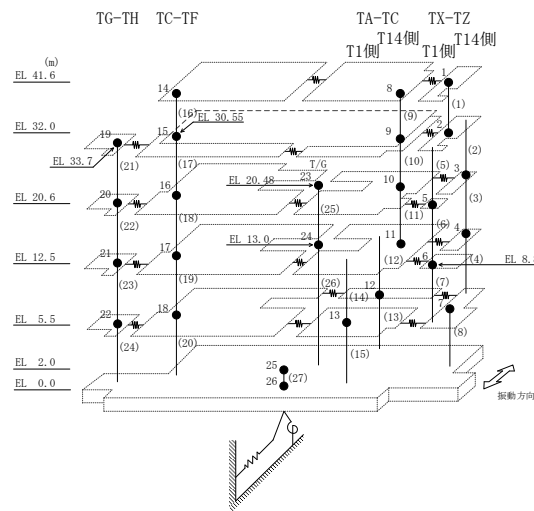 TG-TH TC-TF TA-TC TX-TZ
T1側 T14側 T1側 T14側
(m)
EL 41.6
14 8 1
(16) (9) (1)
EL 30.55
EL 32.0
19 15 9 2
(10) (2)
EL 33.7
(21) (17) T/G (5) 3
EL 20.48 23
16 10 (3)
EL 20.6
20 (25) (11) 5
(22) (18)
24 11 (6) 4
EL 13.0
EL 12.5
21 17 (12) 6 (4) EL 8.
(23) (19) (26) (7)
(14) 12
EL 5.5
22 18 13 (13) 7
(24) (20) (15) (8)
EL 2.0
25
EL 0.0
26 (27)
振動方向